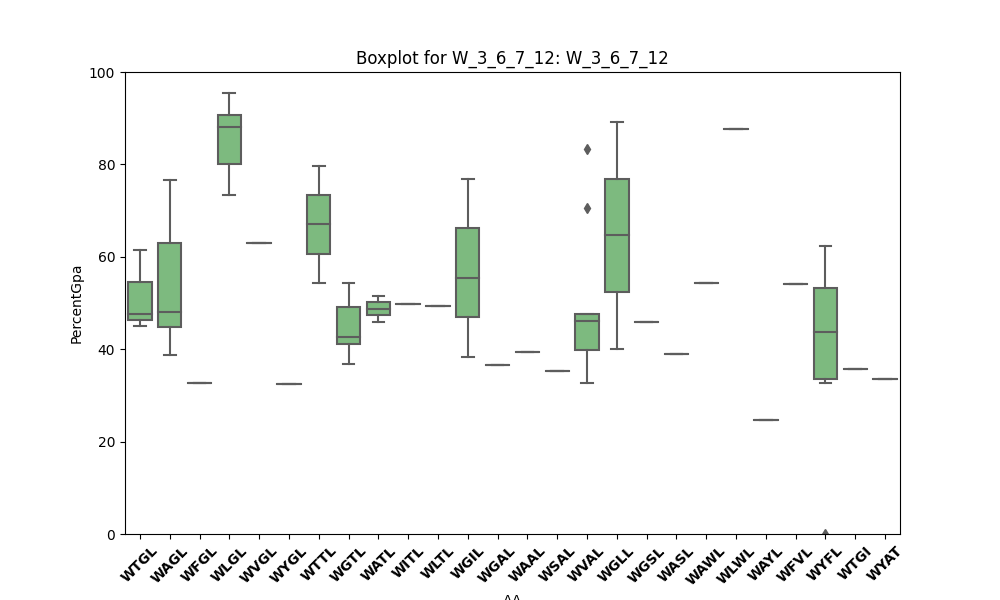 Boxplot for W_3_6_7_12: W_3_6_7_12
100
80
60
40
20
0
PercentGpa
WTGL WAGL WFGL WLGL WVGL WYGL WTTL WGTL WATL WITL WLTL WGIL WGAL WAAL WSAL WVAL WGLL WGSL WASL WAWL WLWL WAYL WFVL WYFL WTGI WYAT
AA